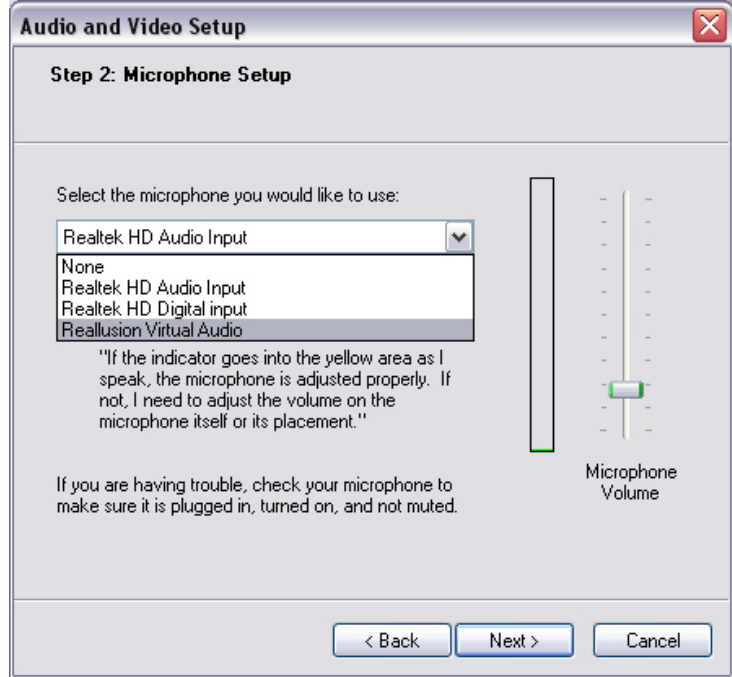 Audio and Video Setup
Step 2: Microphone Setup
Select the microphone you would like to use:
Realtek HD Audio Input
None
Realtek HD Audio Input
Realtek HD Digital input
Reallusion Virtual Audio
"If the indicator goes into the yellow area as I
speak, the microphone is adjusted properly. If
not, I need to adjust the volume on the
microphone itself or its placement."
If you are having trouble, check your microphone to
make sure it is plugged in, turned on, and not muted.
Microphone
Volume
< Back
Next >
Cancel